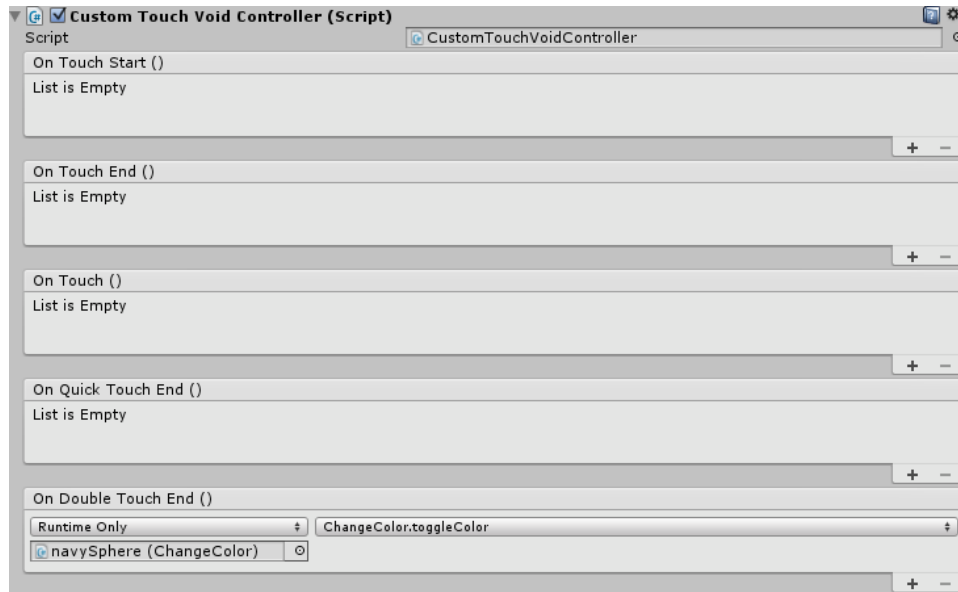 Custom Touch Void Controller (Script)
Script CustomTouchVoidController
On Touch Start ()
List is Empty
+ −
On Touch End ()
List is Empty
+ −
On Touch ()
List is Empty
+ −
On Quick Touch End ()
List is Empty
+ −
On Double Touch End ()
Runtime Only ChangeColor.toggleColor
navySphere (ChangeColor)
+ −